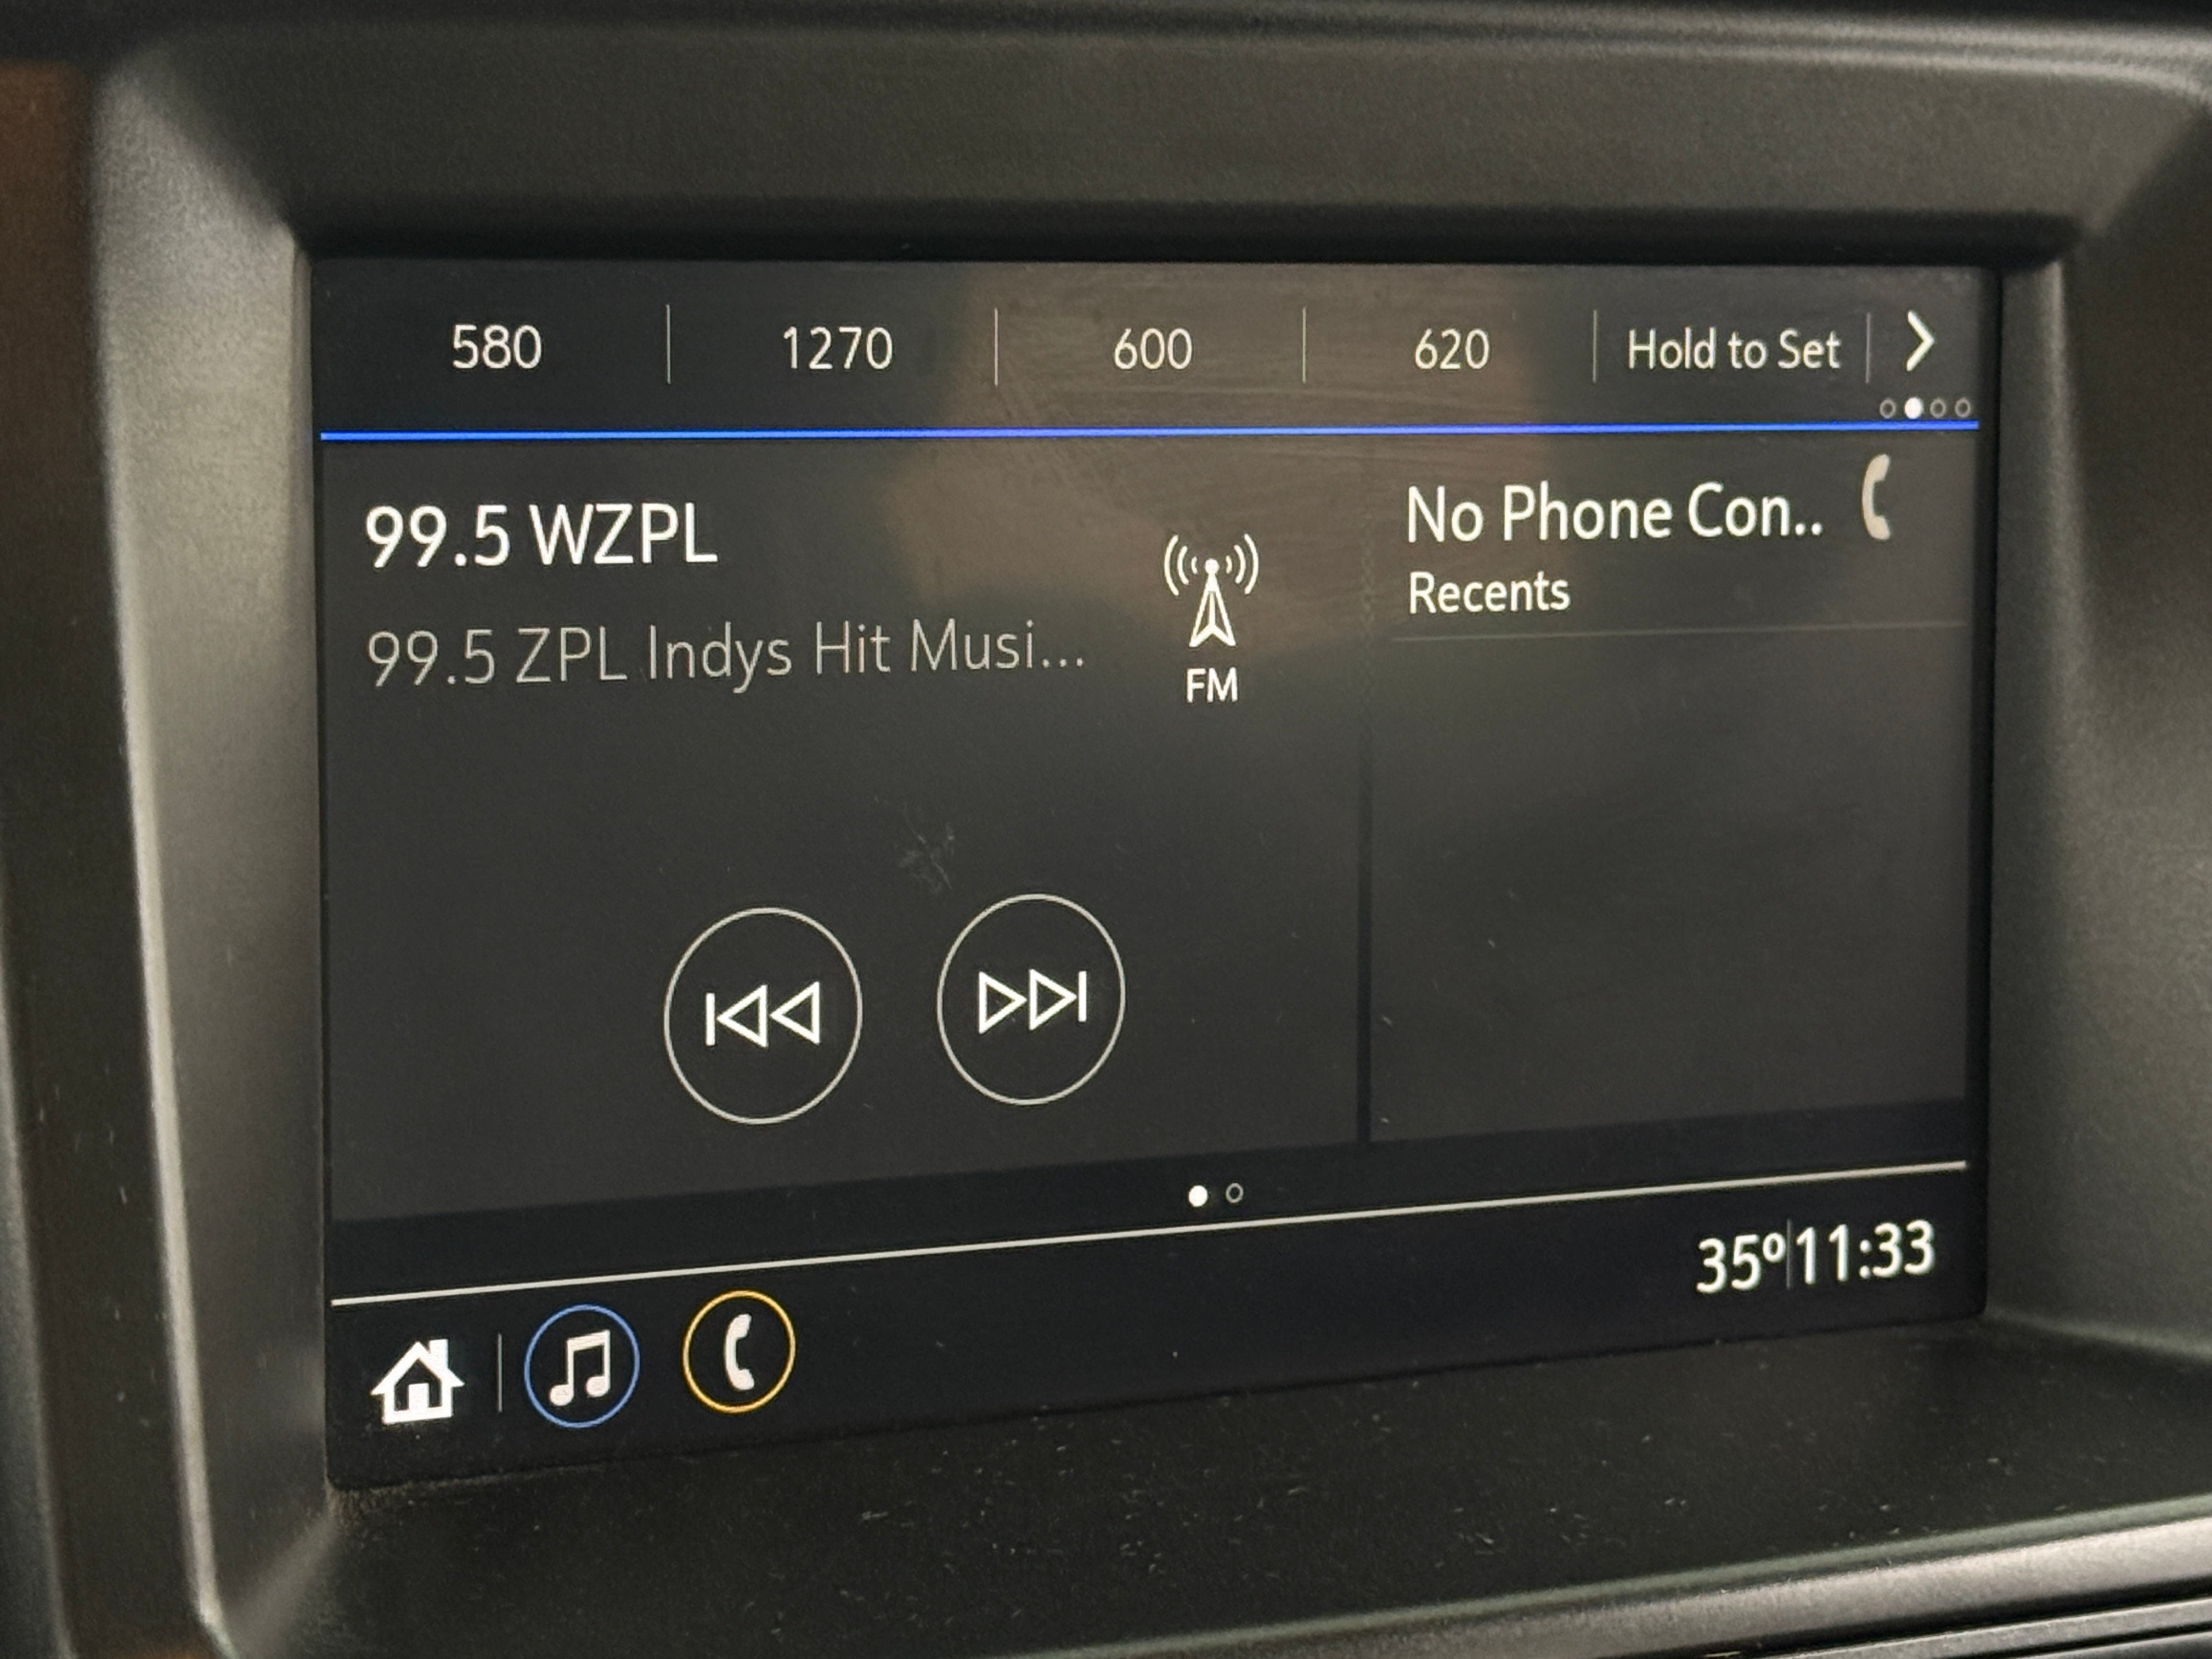 580 1270 600 620 Hold to Set
99.5 WZPL
99.5 ZPL Indys Hit Musi...
FM
No Phone Con..
Recents
35º 11:33